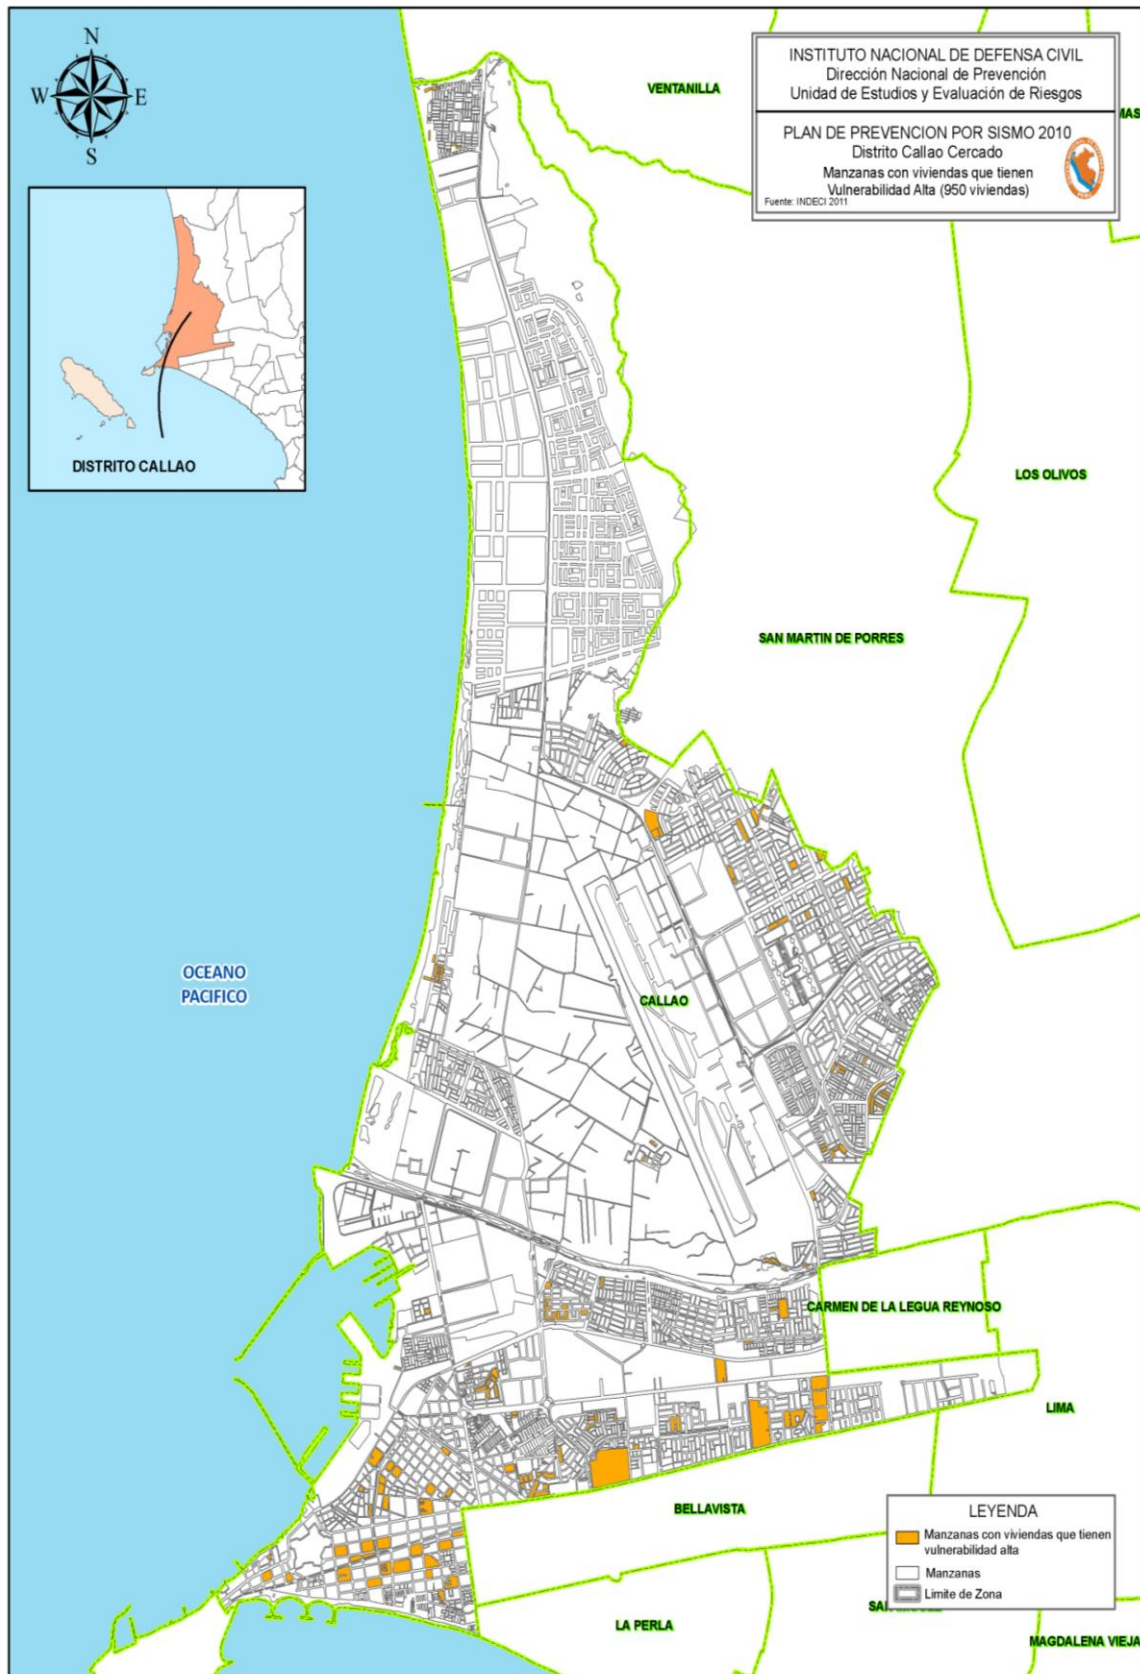 N
W
E
S
VENTANILLA
INSTITUTO NACIONAL DE DEFENSA CIVIL
Dirección Nacional de Prevención
Unidad de Estudios y Evaluación de Riesgos
PLAN DE PREVENCION POR SISMO 2010
Distrito Callao Cercado
Manzanas con viviendas que tienen
Vulnerabilidad Alta (950 viviendas)
Fuente: INDECI 2011
MAS
DISTRITO CALLAO
LOS OLIVOS
SAN MARTIN DE PORRES
OCEANO
PACIFICO
CALLAO
CARMEN DE LA LEGUA REYNOSO
LIMA
BELLAVISTA
LEYENDA
Manzanas con viviendas que tienen
vulnerabilidad alta
Manzanas
Limite de Zona
LA PERLA
MAGDALENA VIEJA